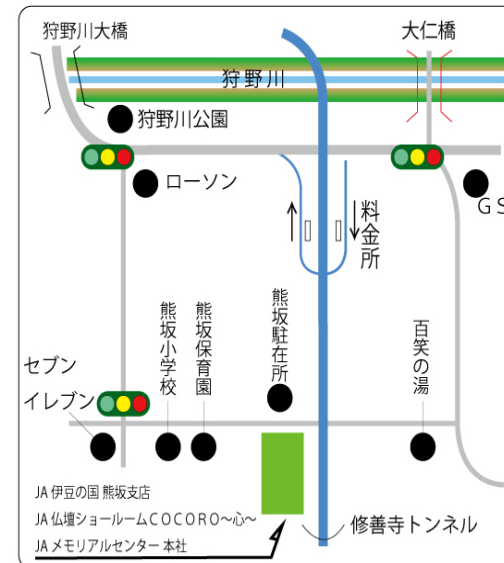 狩野川大橋
大仁橋
狩野川
狩野川公園
ローソン
料金所
GS
熊坂小学校
熊坂保育園
熊坂駐在所
百笑の湯
セブン
イレブン
JA 伊豆の国 熊坂支店
JA 仏壇ショールームCOCORO～心～
JA メモリアルセンター 本社
修善寺トンネル